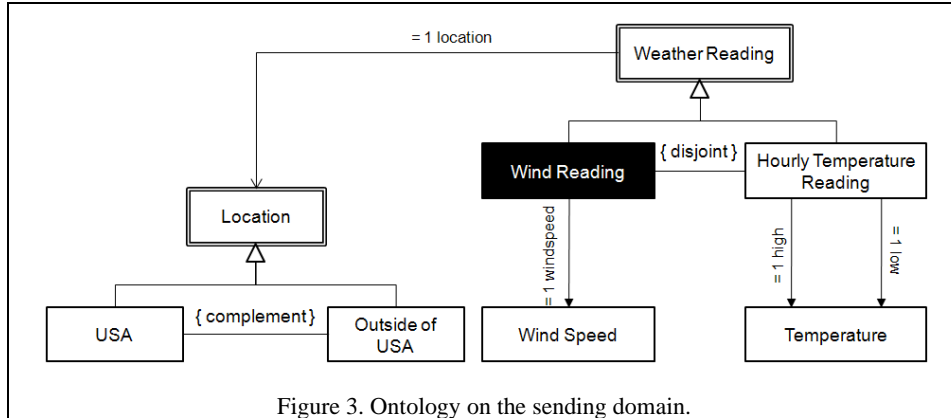 = 1 location
Weather Reading
Wind Reading
{ disjoint }
Hourly Temperature
Reading
Location
= 1 windspeed
= 1 high
= 1 low
USA
{ complement }
Outside of
USA
Wind Speed
Temperature
Figure 3. Ontology on the sending domain.